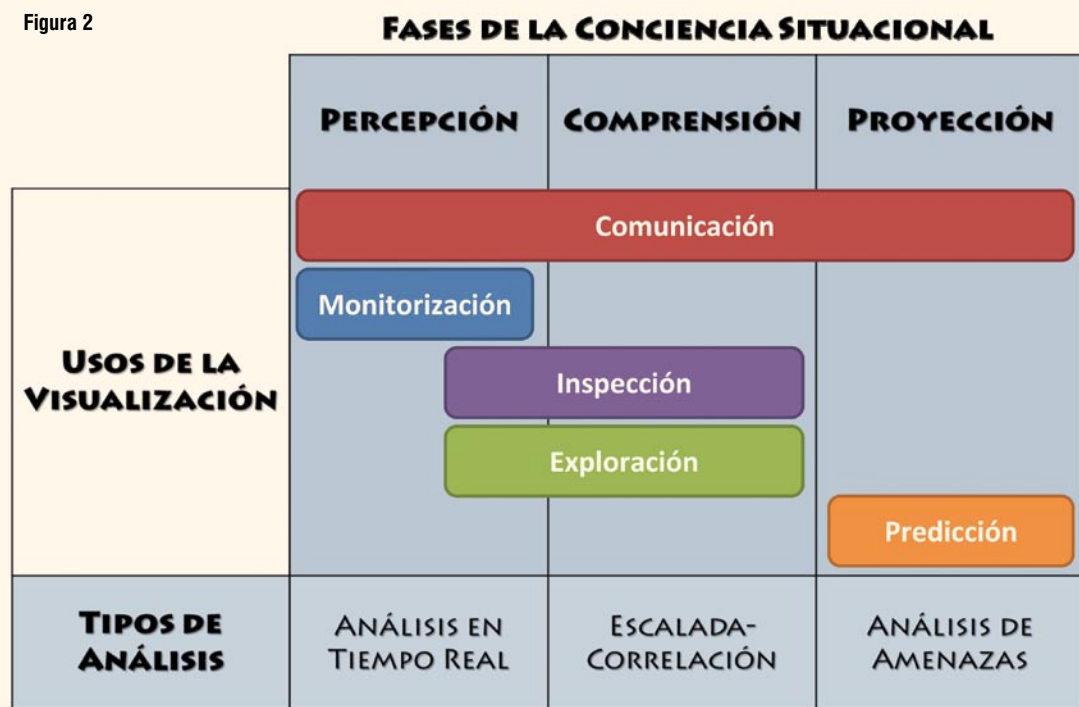 Figura 2
FASES DE LA CONCIENCIA SITUACIONAL
PERCEPCIÓN
COMPRENSIÓN
PROYECCIÓN
USOS DE LA
VISUALIZACIÓN
Comunicación
Monitorización
Inspección
Exploración
Predicción
TIPOS DE
ANÁLISIS
ANÁLISIS EN
TIEMPO REAL
ESCALADA-
CORRELACIÓN
ANÁLISIS DE
AMENAZAS